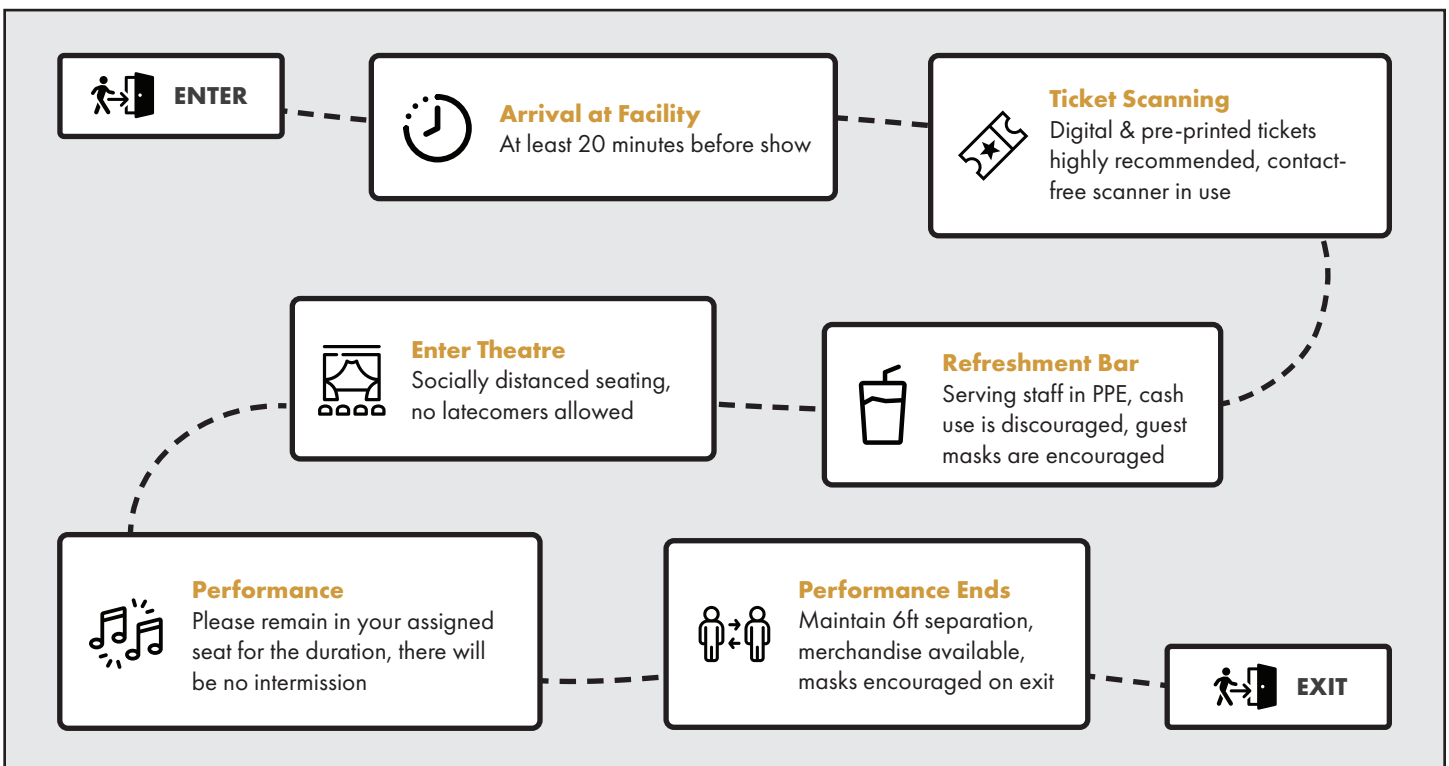 ENTER
Arrival at Facility
At least 20 minutes before show
Ticket Scanning
Digital & pre-printed tickets
highly recommended, contact-
free scanner in use
Refreshment Bar
Serving staff in PPE, cash
use is discouraged, guest
masks are encouraged
Enter Theatre
Socially distanced seating,
no latecomers allowed
Performance
Please remain in your assigned
seat for the duration, there will
be no intermission
Performance Ends
Maintain 6ft separation,
merchandise available,
masks encouraged on exit
EXIT